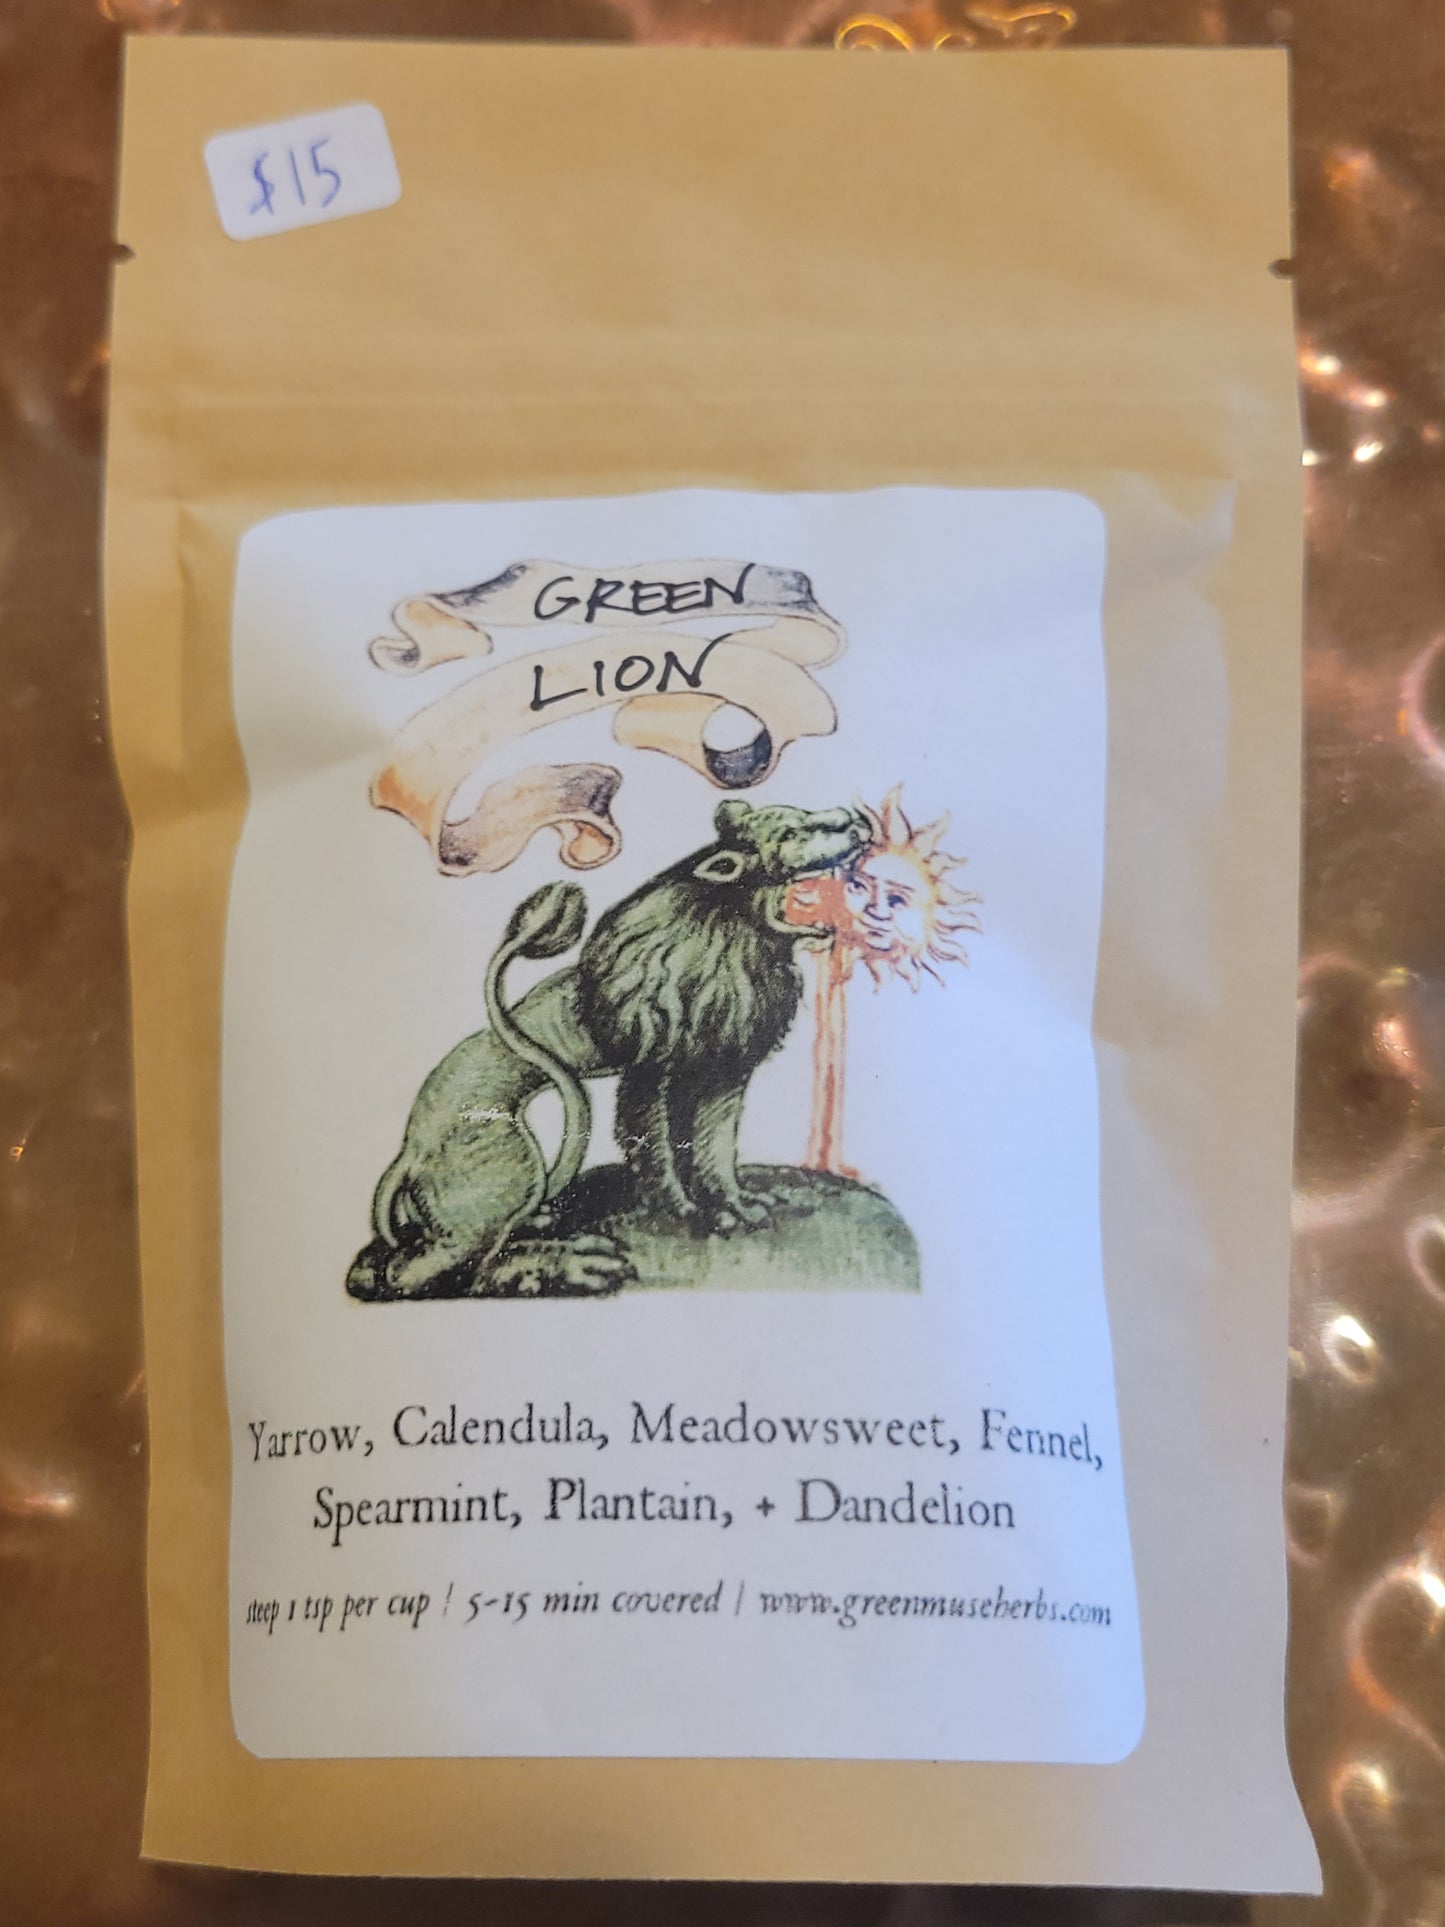 $15
GREEN
LION
Yarrow, Calendula, Meadowsweet, Fennel,
Spearmint, Plantain, + Dandelion
steep 1 tsp per cup / 5-15 min covered / www.greenmuseherbs.com